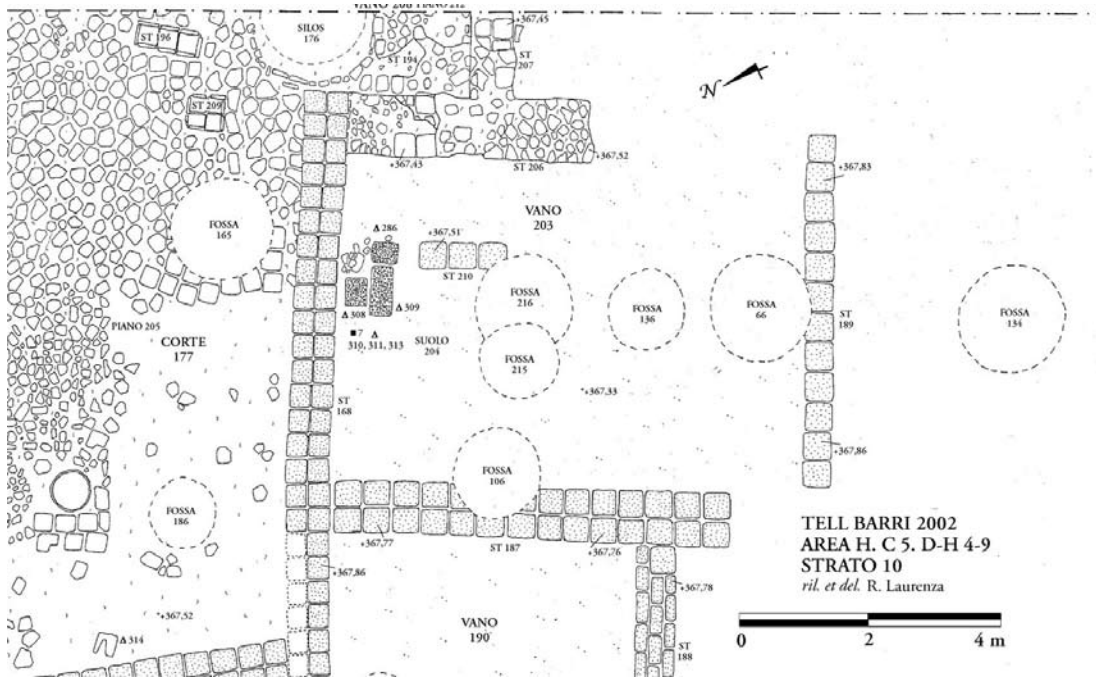 VANO 208 PIANO 212
SILOS
176
ST 196
ST 194
+367,45
ST
207
ST 209
N
+367,43
ST 206
+367,52
+367,83
FOSSA
165
VANO
203
Δ 286
+367,51
ST 210
FOSSA
216
FOSSA
136
FOSSA
66
ST
189
FOSSA
134
Δ 308
Δ 309
PIANO 205
CORTE
177
■7 Δ
310, 311, 313
SUOLO
204
FOSSA
215
+367,33
ST
168
+367,86
FOSSA
106
FOSSA
186
+367,77
ST 187
+367,76
+367,86
+367,78
+367,52
Δ 314
VANO
190
ST
188
TELL BARRI 2002
AREA H. C 5. D-H 4-9
STRATO 10
ril. et del. R. Laurenza
0 2 4 m